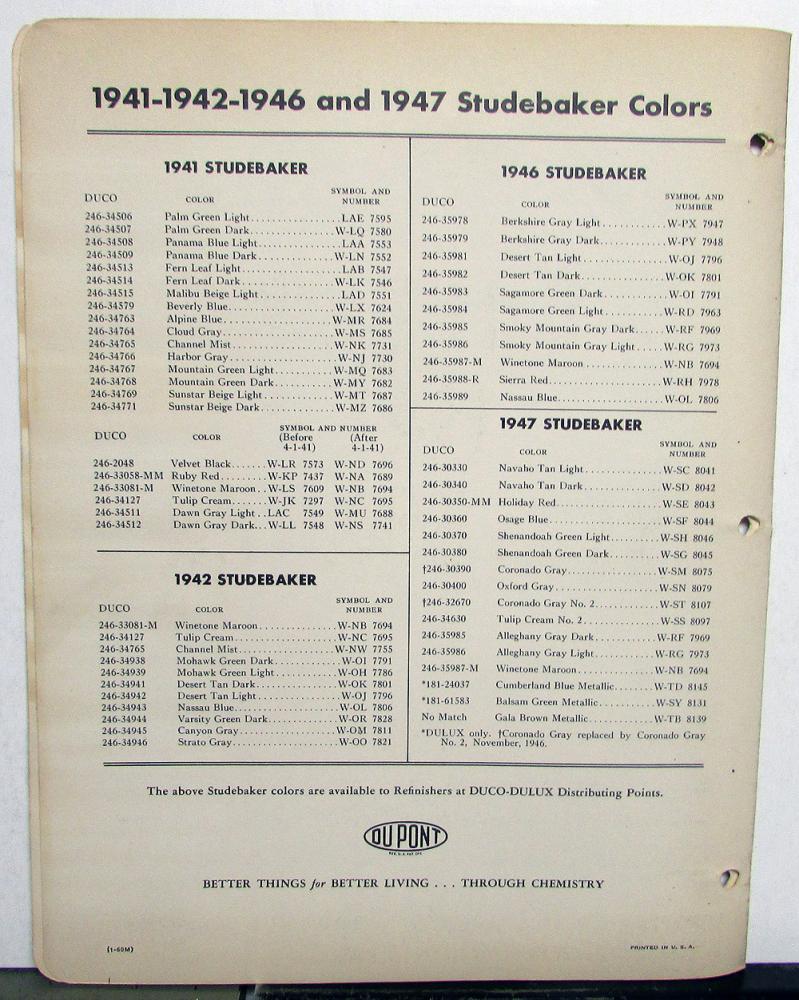 1941-1942-1946 and 1947 Studebaker Colors
1941 STUDEBAKER
DUCO COLOR SYMBOL AND NUMBER
246-34506 Palm Green Light................LAE 7595
246-34507 Palm Green Dark................W-LQ 7580
246-34508 Panama Blue Light...............LAA 7553
246-34509 Panama Blue Dark..............W-LN 7552
246-34513 Fern Leaf Light..................LAB 7547
246-34514 Fern Leaf Dark.................W-LK 7546
246-34515 Malibu Beige Light...............LAD 7551
246-34579 Beverly Blue....................W-LX 7624
246-34763 Alpine Blue....................W-MR 7684
246-34764 Cloud Gray....................W-MS 7685
246-34765 Channel Mist..................W-NK 7731
246-34766 Harbor Gray...................W-NJ 7730
246-34767 Mountain Green Light...........W-MQ 7683
246-34768 Mountain Green Dark...........W-MY 7682
246-34769 Sunstar Beige Light.............W-MT 7687
246-34771 Sunstar Beige Dark.............W-MZ 7686
DUCO COLOR SYMBOL AND NUMBER
(Before 4-1-41) (After 4-1-41)
246-2048 Velvet Black.......W-LR 7573 W-ND 7696
246-33058-MM Ruby Red.........W-KP 7437 W-NA 7689
246-33081-M Winetone Maroon..W-LS 7609 W-NB 7694
246-34127 Tulip Cream......W-JK 7297 W-NC 7695
246-34511 Dawn Gray Light..LAC 7549 W-MU 7688
246-34512 Dawn Gray Dark...W-LL 7548 W-NS 7741
1942 STUDEBAKER
DUCO COLOR SYMBOL AND NUMBER
246-33081-M Winetone Maroon...............W-NB 7694
246-34127 Tulip Cream....................W-NC 7695
246-34765 Channel Mist..................W-NW 7755
246-34938 Mohawk Green Dark............W-OI 7791
246-34939 Mohawk Green Light............W-OH 7786
246-34941 Desert Tan Dark...............W-OK 7801
246-34942 Desert Tan Light...............W-OJ 7796
246-34943 Nassau Blue...................W-OL 7806
246-34944 Varsity Green Dark.............W-OR 7828
246-34945 Canyon Gray..................W-OM 7811
246-34946 Strato Gray...................W-OO 7821
1946 STUDEBAKER
DUCO COLOR SYMBOL AND NUMBER
246-35978 Berkshire Gray Light............W-PX 7947
246-35979 Berkshire Gray Dark............W-PY 7948
246-35981 Desert Tan Light...............W-OJ 7796
246-35982 Desert Tan Dark...............W-OK 7801
246-35983 Sagamore Green Dark...........W-OI 7791
246-35984 Sagamore Green Light...........W-RD 7963
246-35985 Smoky Mountain Gray Dark.....W-RF 7969
246-35986 Smoky Mountain Gray Light.....W-RG 7973
246-35987-M Winetone Maroon..............W-NB 7694
246-35988-R Sierra Red....................W-RH 7978
246-35989 Nassau Blue..................W-OL 7806
1947 STUDEBAKER
DUCO COLOR SYMBOL AND NUMBER
246-30330 Navaho Tan Light..............W-SC 8041
246-30340 Navaho Tan Dark..............W-SD 8042
246-30350-MM Holiday Red..................W-SE 8043
246-30360 Osage Blue....................W-SF 8044
246-30370 Shenandoah Green Light.........W-SH 8046
246-30380 Shenandoah Green Dark.........W-SG 8045
†246-30390 Coronado Gray................W-SM 8075
246-30400 Oxford Gray..................W-SN 8079
†246-32670 Coronado Gray No. 2...........W-ST 8107
246-34630 Tulip Cream No. 2.............W-SS 8097
246-35985 Alleghany Gray Dark...........W-RF 7969
246-35986 Alleghany Gray Light...........W-RG 7973
246-35987-M Winetone Maroon..............W-NB 7694
*181-24037 Cumberland Blue Metallic.......W-TD 8145
*181-61583 Balsam Green Metallic..........W-SY 8131
No Match Gala Brown Metallic...........W-TB 8139
*DULUX only. †Coronado Gray replaced by Coronado Gray
No. 2, November, 1946.
The above Studebaker colors are available to Refinishers at DUCO-DULUX Distributing Points.
DU PONT
REG. U.S. PAT. OFF.
BETTER THINGS for BETTER LIVING . . . THROUGH CHEMISTRY
(1-60M)
PRINTED IN U. S. A.